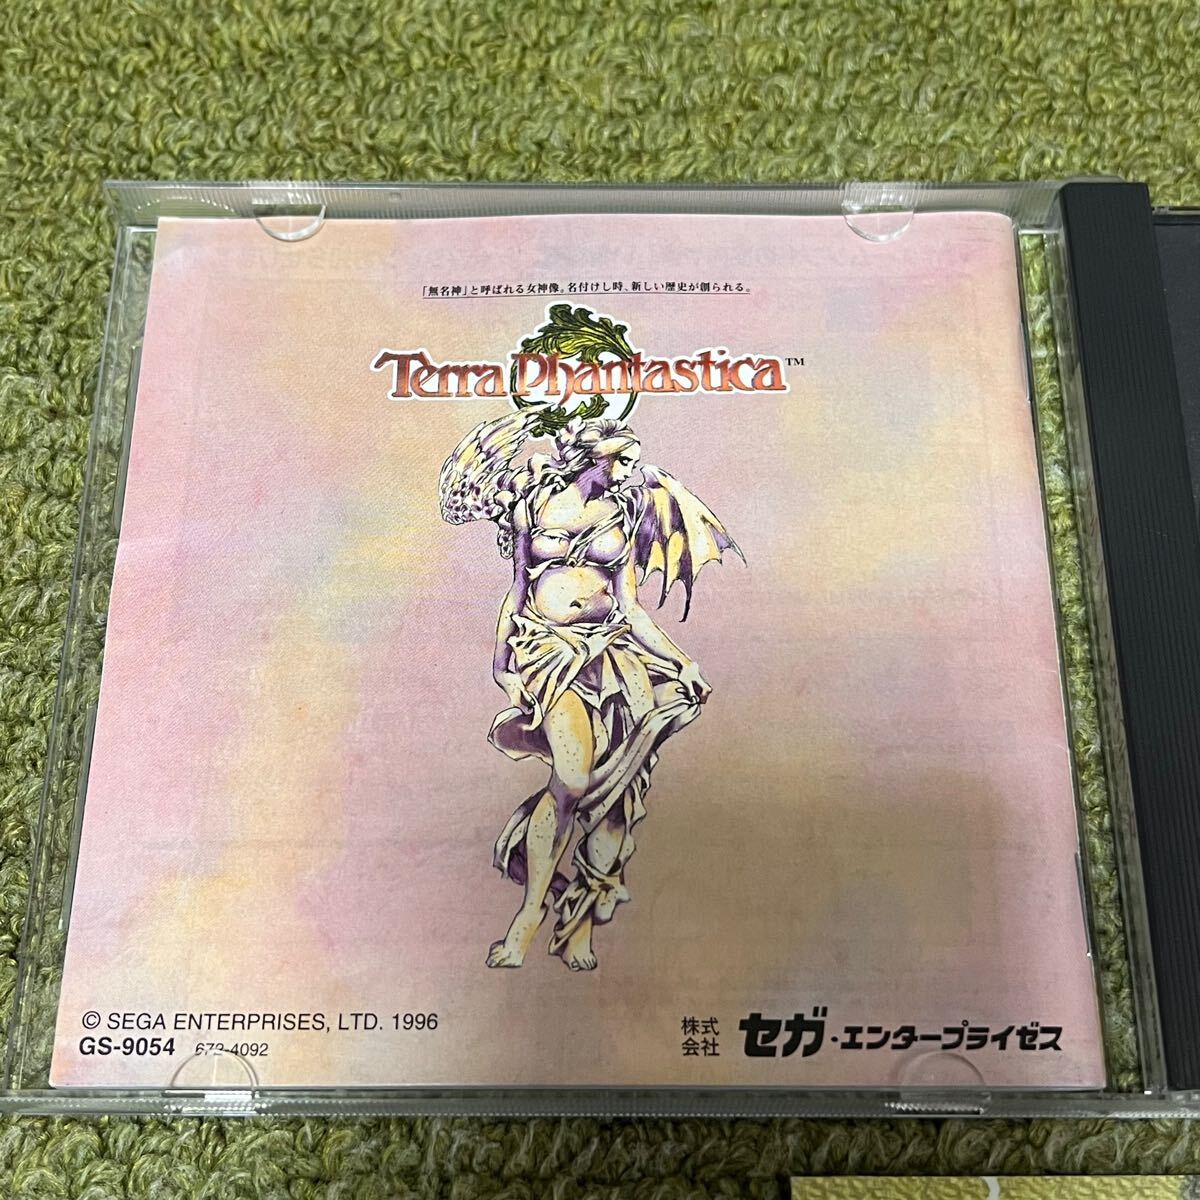 「無名神」と呼ばれる女神像。名付けし時、新しい歴史が創られる。
Terra Phantastica™
© SEGA ENTERPRISES, LTD. 1996
GS-9054 672-4092
株式会社 セガ・エンタープライゼス